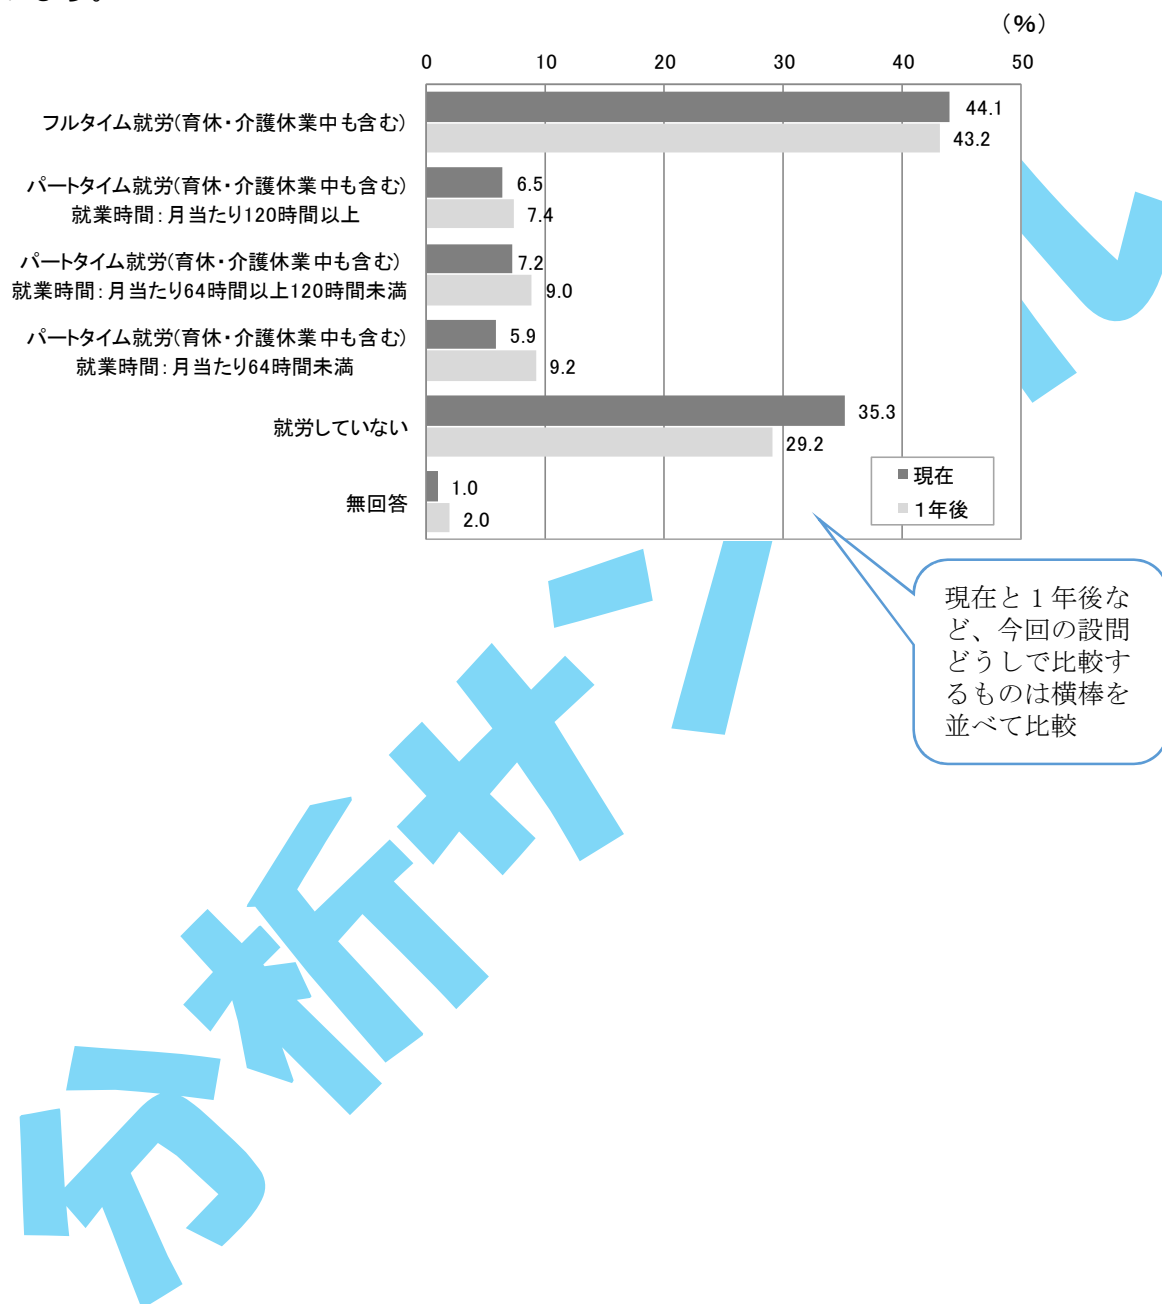 (%)
0 10 20 30 40 50
フルタイム就労(育休・介護休業中も含む)
44.1
43.2
パートタイム就労(育休・介護休業中も含む)
就業時間：月当たり120時間以上
6.5
7.4
パートタイム就労(育休・介護休業中も含む)
就業時間：月当たり64時間以上120時間未満
7.2
9.0
パートタイム就労(育休・介護休業中も含む)
就業時間：月当たり64時間未満
5.9
9.2
就労していない
35.3
29.2
無回答
1.0
2.0
現在
1年後
現在と１年後な
ど、今回の設問
どうしで比較す
るものは横棒を
並べて比較
分析サンプル